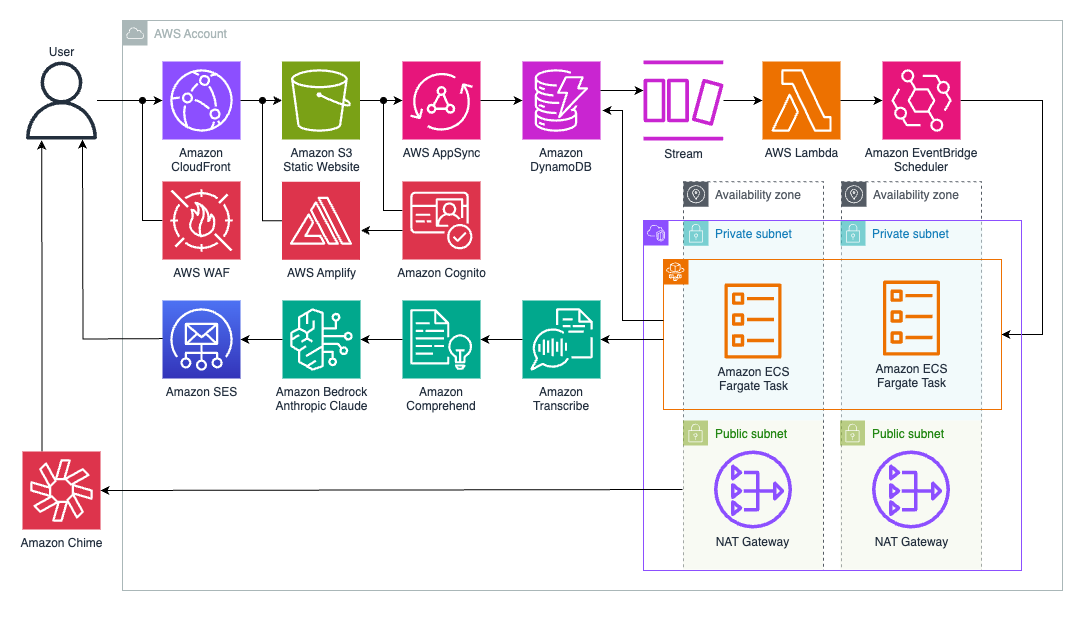 AWS Account
User
Amazon
CloudFront
Amazon S3
Static Website
AWS AppSync
Amazon
DynamoDB
Stream
AWS Lambda
Amazon EventBridge
Scheduler
Availability zone
Availability zone
Private subnet
Private subnet
AWS WAF
AWS Amplify
Amazon Cognito
Amazon ECS
Fargate Task
Amazon ECS
Fargate Task
Amazon SES
Amazon Bedrock
Anthropic Claude
Amazon
Comprehend
Amazon
Transcribe
Public subnet
Public subnet
NAT Gateway
NAT Gateway
Amazon Chime